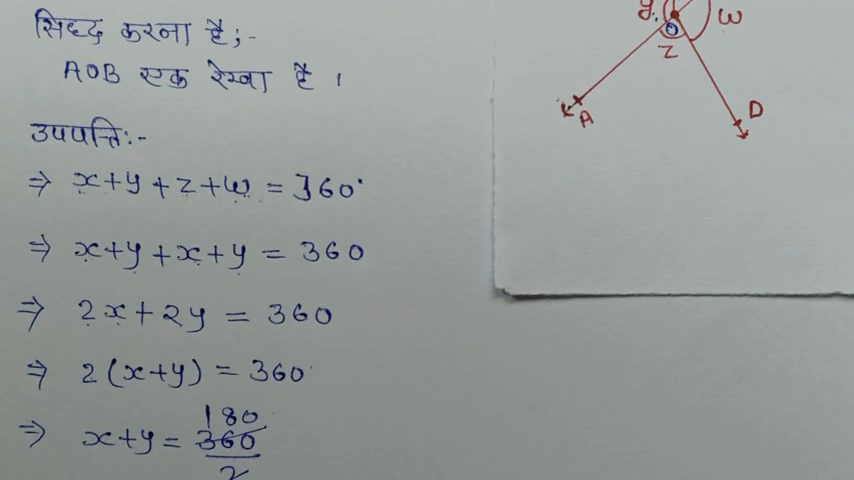 सिध्द करना है;-
AOB एक रेखा है ।
उपपत्ति:-
⇒ x+y+z+w = 360°
⇒ x+y+x+y = 360
⇒ 2x+2y = 360
⇒ 2(x+y) = 360
180
⇒ x+y = 360
2
y
w
O
z
A
D